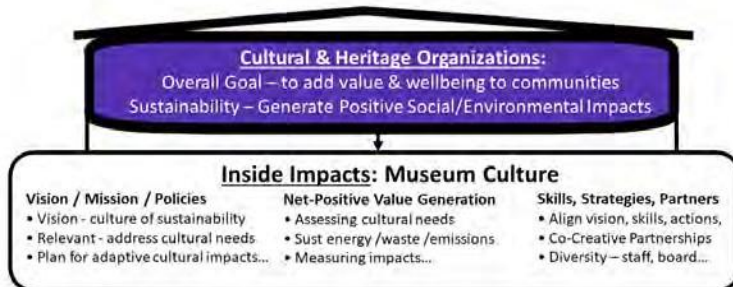 Cultural & Heritage Organizations:
Overall Goal – to add value & wellbeing to communities
Sustainability – Generate Positive Social/Environmental Impacts
Inside Impacts: Museum Culture
Vision / Mission / Policies
• Vision - culture of sustainability
• Relevant - address cultural needs
• Plan for adaptive cultural impacts...
Net-Positive Value Generation
• Assessing cultural needs
• Sust energy /waste /emissions
• Measuring impacts...
Skills, Strategies, Partners
• Align vision, skills, actions,
• Co-Creative Partnerships
• Diversity – staff, board...